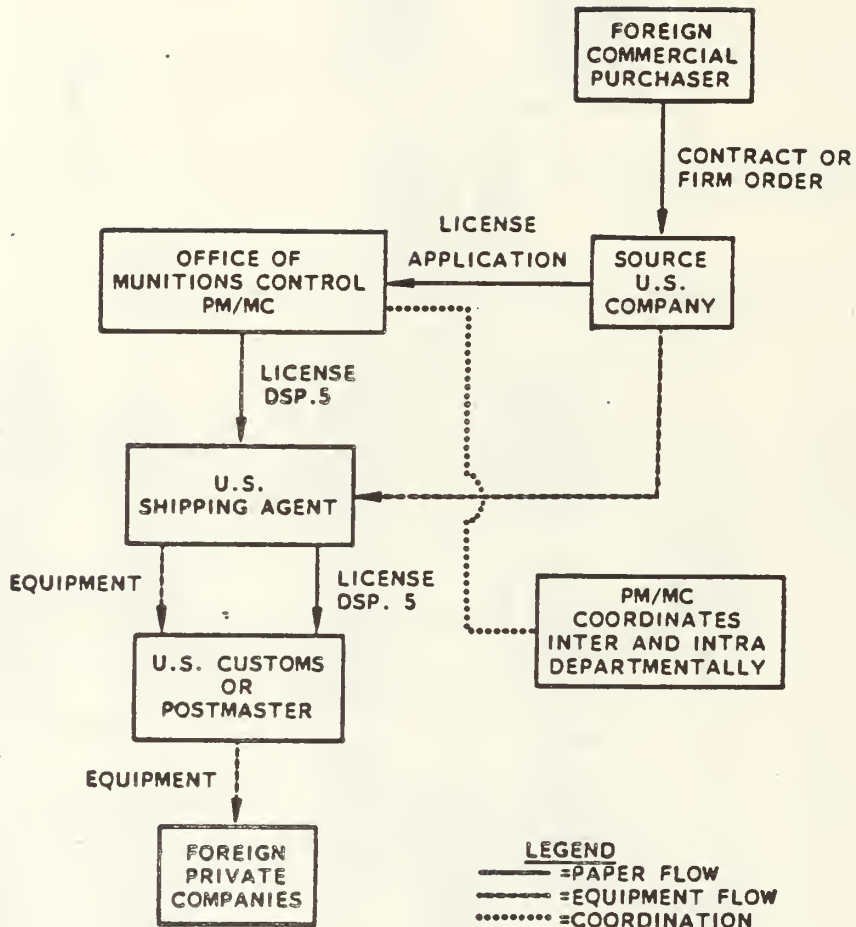 FOREIGN
COMMERCIAL
PURCHASER
CONTRACT OR
FIRM ORDER
LICENSE
APPLICATION
OFFICE OF
MUNITIONS CONTROL
PM/MC
SOURCE
U.S.
COMPANY
LICENSE
DSP.5
U.S.
SHIPPING AGENT
EQUIPMENT
LICENSE
DSP. 5
PM/MC
COORDINATES
INTER AND INTRA
DEPARTMENTALLY
U.S. CUSTOMS
OR
POSTMASTER
EQUIPMENT
FOREIGN
PRIVATE
COMPANIES
LEGEND
=PAPER FLOW
=EQUIPMENT FLOW
=COORDINATION